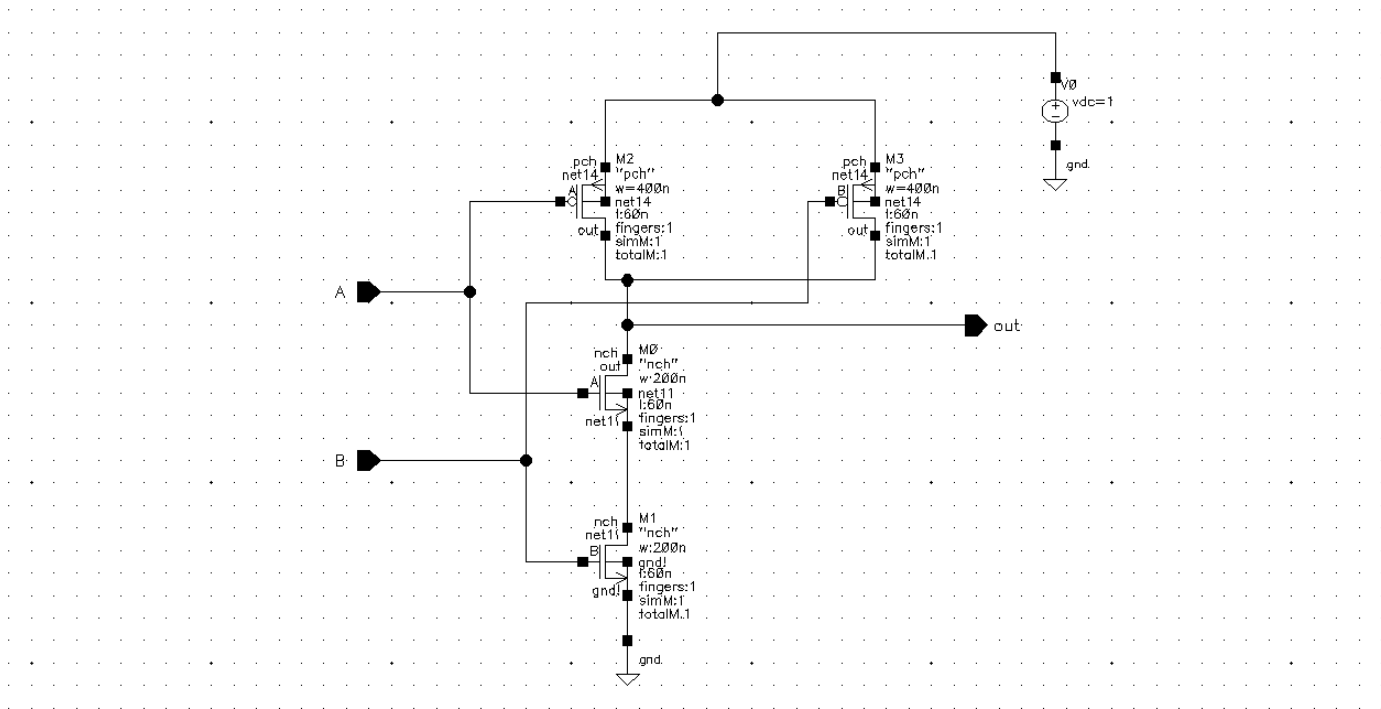 V0
vdc=1
gnd
pch
net14
A
out
M2
"pch"
w=400n
net14
l:60n
fingers:1
simM:1
totalM:1
pch
net14
B
out
M3
"pch"
w=400n
net14
l:60n
fingers:1
simM:1
totalM:1
A
out
nch
out
A
net11
M0
"nch"
w:200n
net11
l:60n
fingers:1
simM:1
totalM:1
B
nch
net11
B
gnd!
M1
"nch"
w:200n
gnd!
l:60n
fingers:1
simM:1
totalM:1
gnd